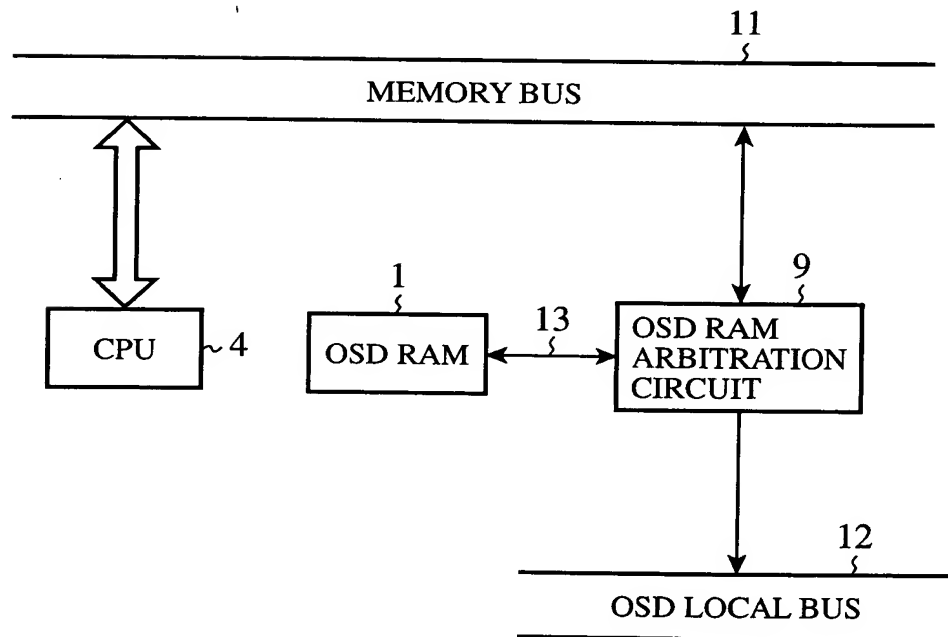 11
MEMORY BUS
9
1
13
CPU
4
OSD RAM
OSD RAM
ARBITRATION
CIRCUIT
12
OSD LOCAL BUS